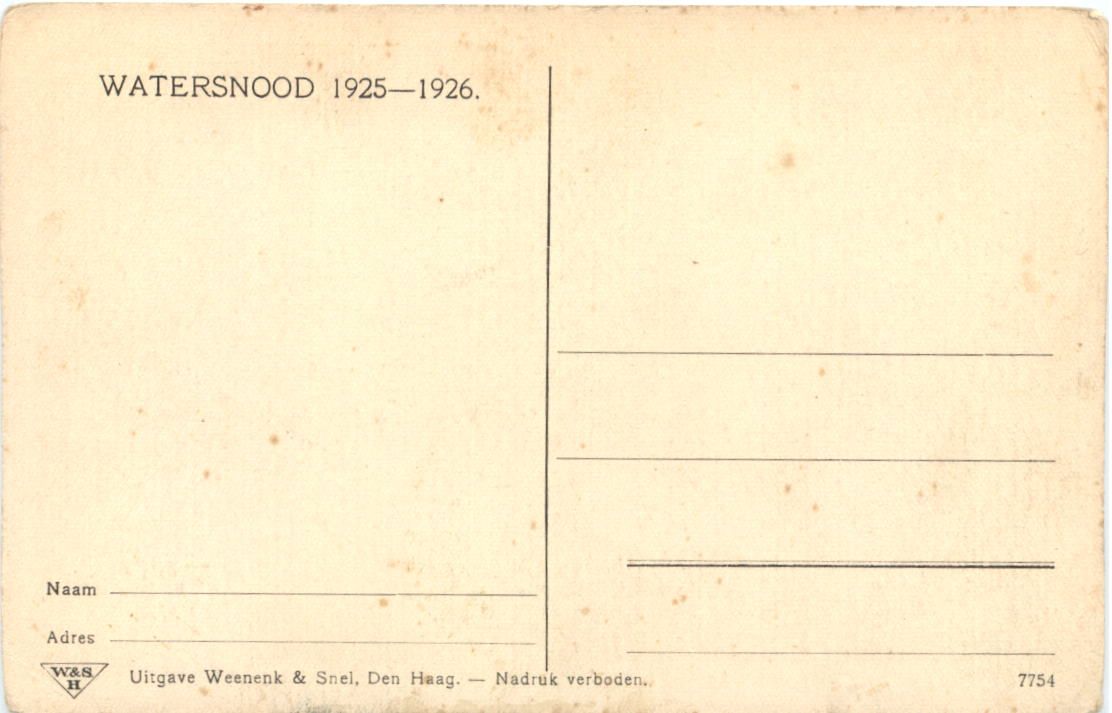 WATERSNOOD 1925—1926.
Naam
Adres
W&S
H
Uitgave Weenenk & Snel, Den Haag. — Nadruk verboden.
7754